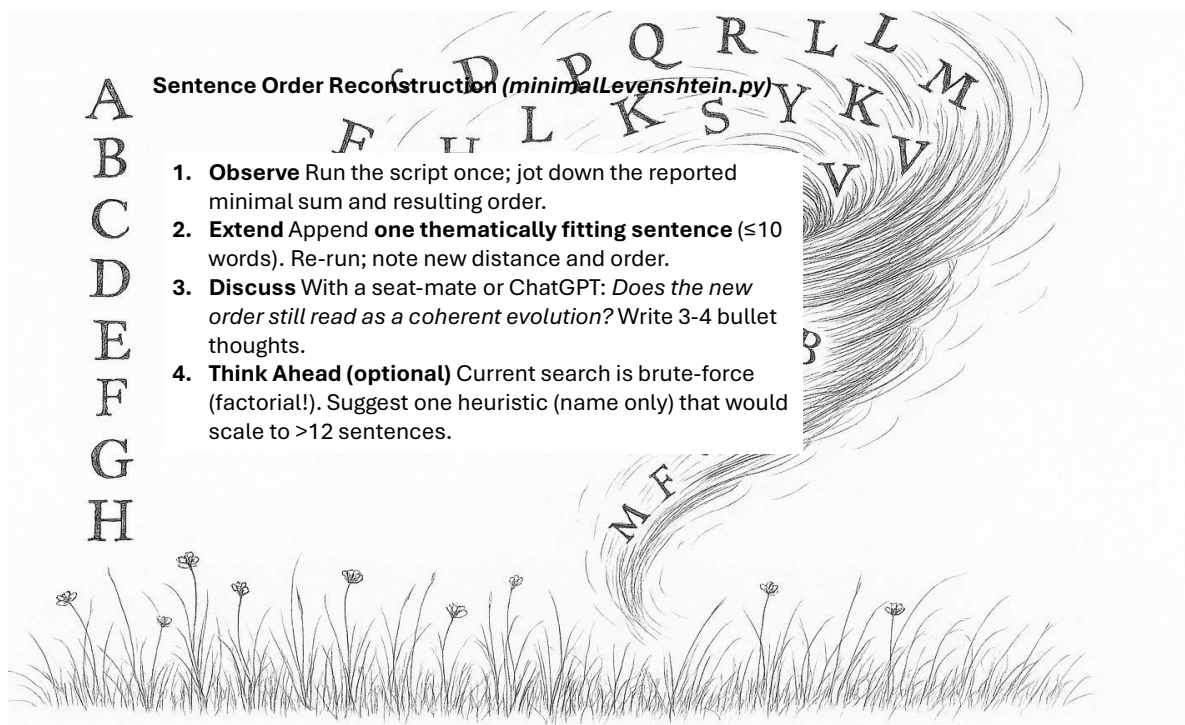 Sentence Order Reconstruction (minimalLevenshtein.py)
1. Observe Run the script once; jot down the reported
minimal sum and resulting order.
2. Extend Append one thematically fitting sentence (≤10
words). Re-run; note new distance and order.
3. Discuss With a seat-mate or ChatGPT: Does the new
order still read as a coherent evolution? Write 3-4 bullet
thoughts.
4. Think Ahead (optional) Current search is brute-force
(factorial!). Suggest one heuristic (name only) that would
scale to >12 sentences.
A
B
C
D
E
F
G
H
D P Q R L L
L K S Y K M
V V
B
F
M